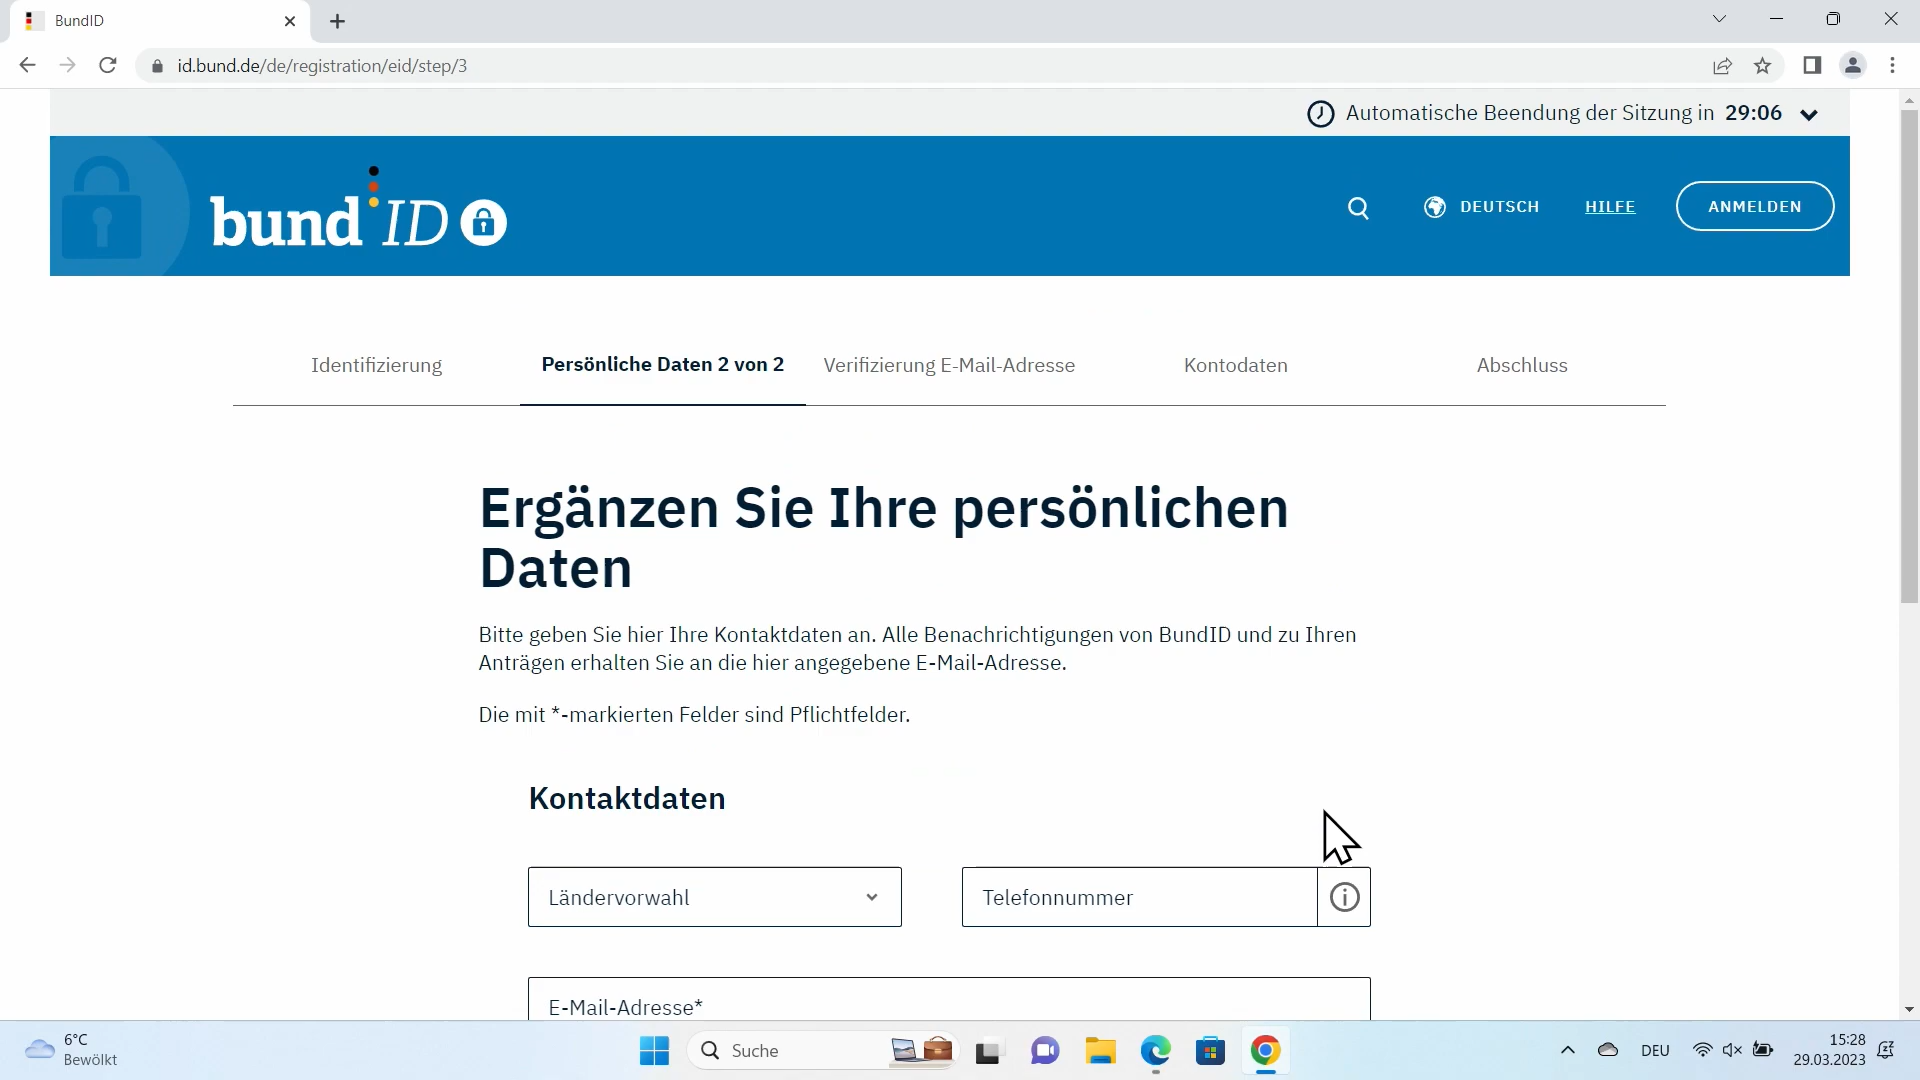 BundID
id.bund.de/de/registration/eid/step/3
Automatische Beendung der Sitzung in 29:06
bund ID
DEUTSCH
HILFE
ANMELDEN
Identifizierung
Persönliche Daten 2 von 2
Verifizierung E-Mail-Adresse
Kontodaten
Abschluss
Ergänzen Sie Ihre persönlichen
Daten
Bitte geben Sie hier Ihre Kontaktdaten an. Alle Benachrichtigungen von BundID und zu Ihren
Anträgen erhalten Sie an die hier angegebene E-Mail-Adresse.
Die mit *-markierten Felder sind Pflichtfelder.
Kontaktdaten
Ländervorwahl
Telefonnummer
E-Mail-Adresse*
6°C
Bewölkt
Suche
DEU
15:28
29.03.2023